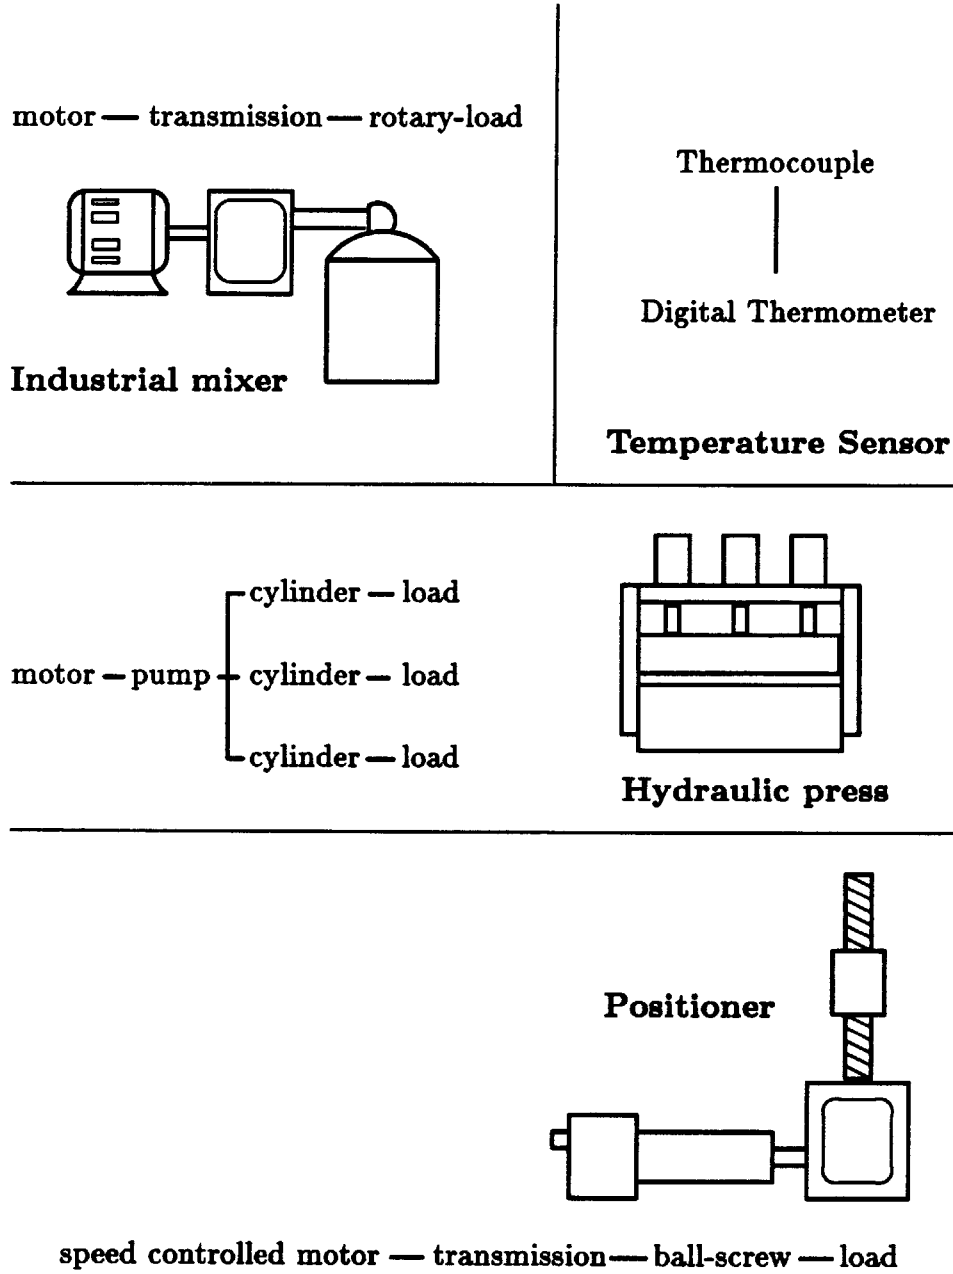 motor — transmission — rotary-load
Industrial mixer
Thermocouple
Digital Thermometer
Temperature Sensor
cylinder — load
motor — pump — cylinder — load
cylinder — load
Hydraulic press
Positioner
speed controlled motor — transmission — ball-screw — load